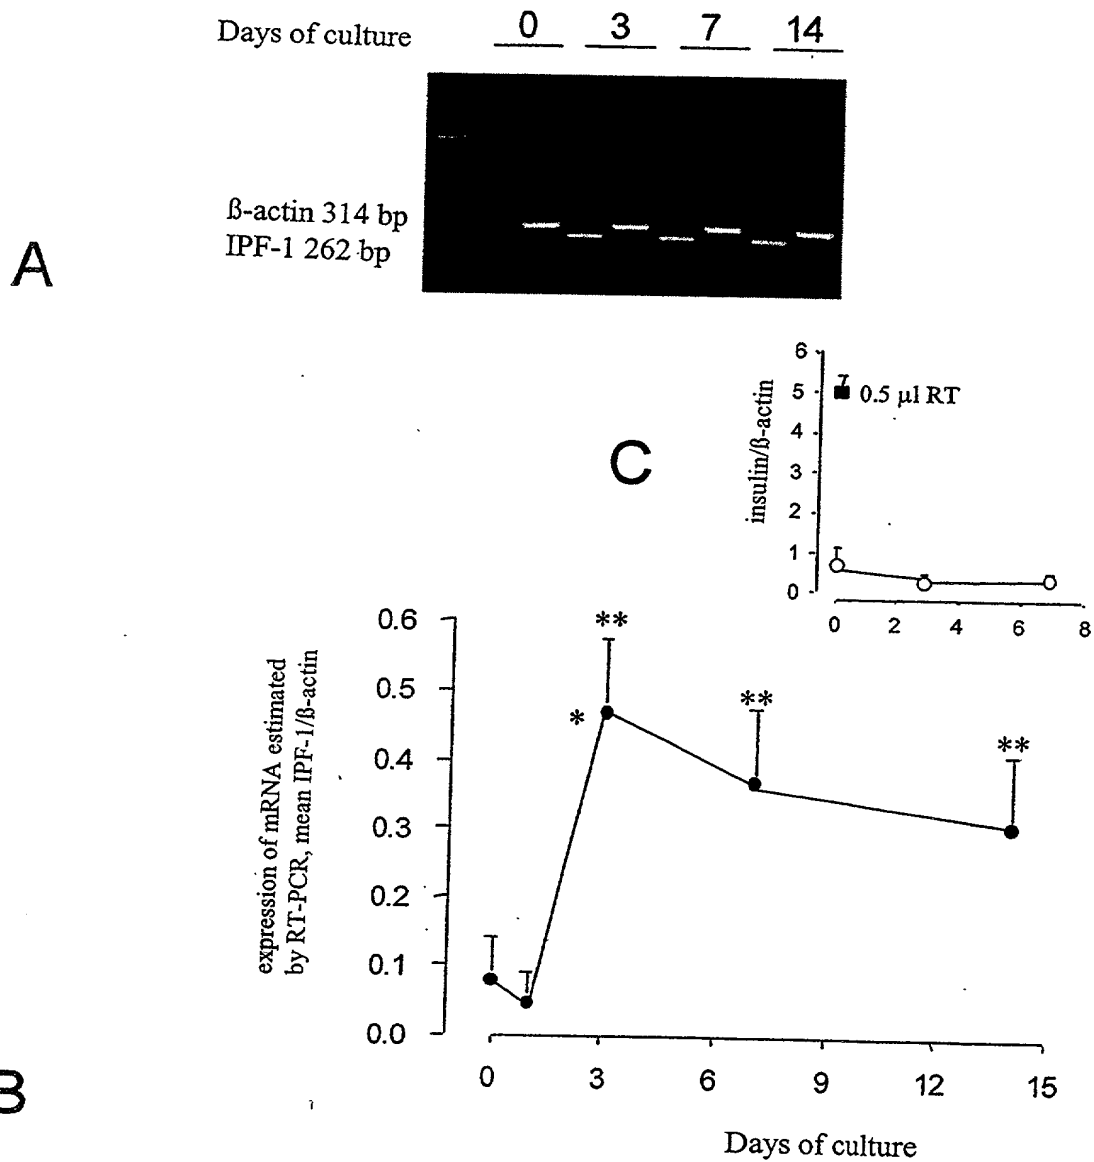 Days of culture 0 3 7 14
ß-actin 314 bp
IPF-1 262 bp
A
6
5
4
3
2
1
0
insulin/ß-actin
0.5 µl RT
C
0 2 4 6 8
0.6
0.5
0.4
0.3
0.2
0.1
0.0
expression of mRNA estimated
by RT-PCR, mean IPF-1/ß-actin
**
*
**
**
0 3 6 9 12 15
B
Days of culture